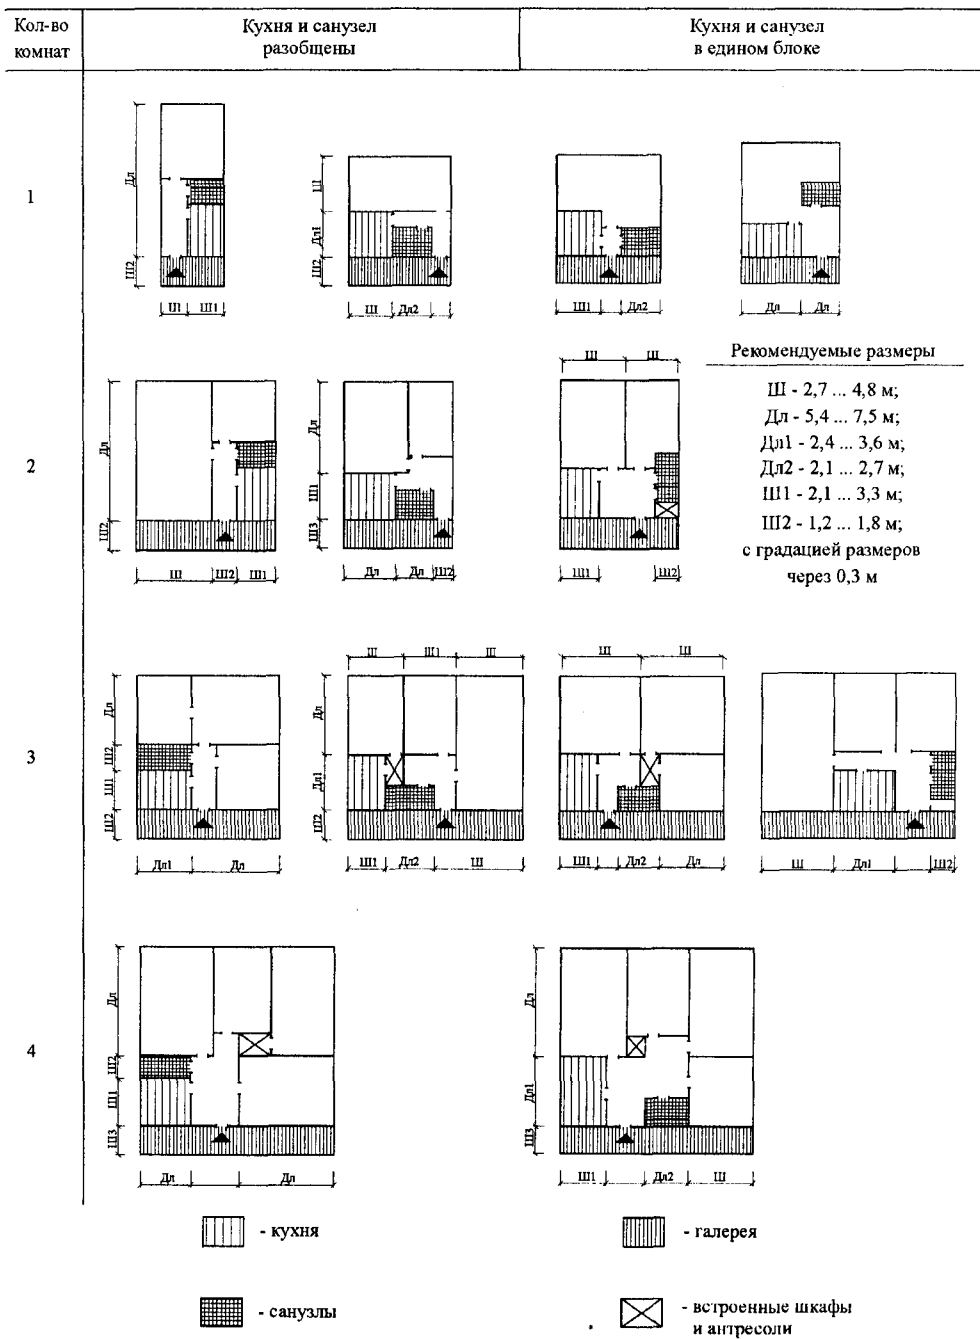 Кол-во
комнат
Кухня и санузел
разобщены
Кухня и санузел
в едином блоке
1
Дл
Ш2
Ш1 Ш1
Ш
Дл1
Ш2
Ш Дл2
Ш1 Дл2
Дл Дл
2
Дл
Ш2
Ш Ш2 Ш1
Дл
Ш1
Ш3
Дл Дл Ш2
Ш Ш
Ш1 Ш2
Рекомендуемые размеры
Ш - 2,7 ... 4,8 м;
Дл - 5,4 ... 7,5 м;
Дл1 - 2,4 ... 3,6 м;
Дл2 - 2,1 ... 2,7 м;
Ш1 - 2,1 ... 3,3 м;
Ш2 - 1,2 ... 1,8 м;
с градацией размеров
через 0,3 м
3
Дл
Ш2
Ш1
Ш2
Дл1 Дл
Ш Ш1 Ш
Дл
Дл1
Ш2
Ш1 Дл2 Ш
Ш Ш
Ш1 Дл2 Дл
Ш Дл1 Ш2
4
Дл
Ш2
Ш1
Ш3
Дл Дл
Дл
Дл1
Ш3
Ш1 Дл2 Ш
- кухня
- галерея
- санузлы
- встроенные шкафы
и антресоли